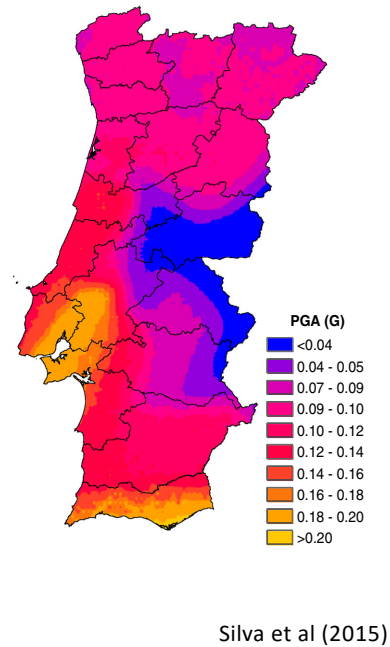 PGA (G)
<0.04
0.04 - 0.05
0.07 - 0.09
0.09 - 0.10
0.10 - 0.12
0.12 - 0.14
0.14 - 0.16
0.16 - 0.18
0.18 - 0.20
>0.20
Silva et al (2015)